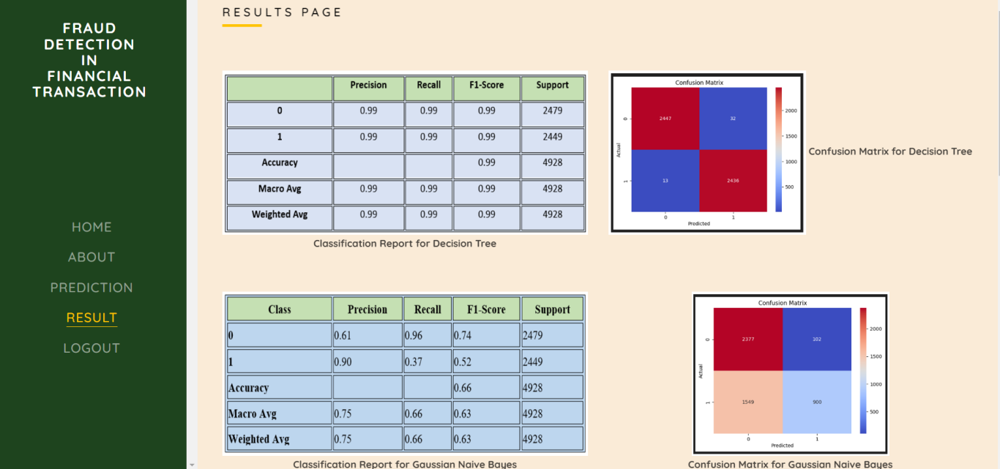 FRAUD
DETECTION
IN
FINANCIAL
TRANSACTION
HOME
ABOUT
PREDICTION
RESULT
LOGOUT
RESULTS PAGE
Precision Recall F1-Score Support
0 0.99 0.99 0.99 2479
1 0.99 0.99 0.99 2449
Accuracy 0.99 4928
Macro Avg 0.99 0.99 0.99 4928
Weighted Avg 0.99 0.99 0.99 4928
Classification Report for Decision Tree
Confusion Matrix
2447 32
13 2436
0
1
Actual
0 1
Predicted
2000
1500
1000
500
Confusion Matrix for Decision Tree
Class Precision Recall F1-Score Support
0 0.61 0.96 0.74 2479
1 0.90 0.37 0.52 2449
Accuracy 0.66 4928
Macro Avg 0.75 0.66 0.63 4928
Weighted Avg 0.75 0.66 0.63 4928
Classification Report for Gaussian Naive Bayes
Confusion Matrix
2377 102
1549 900
0
1
Actual
0 1
Predicted
2000
1500
1000
500
Confusion Matrix for Gaussian Naive Bayes